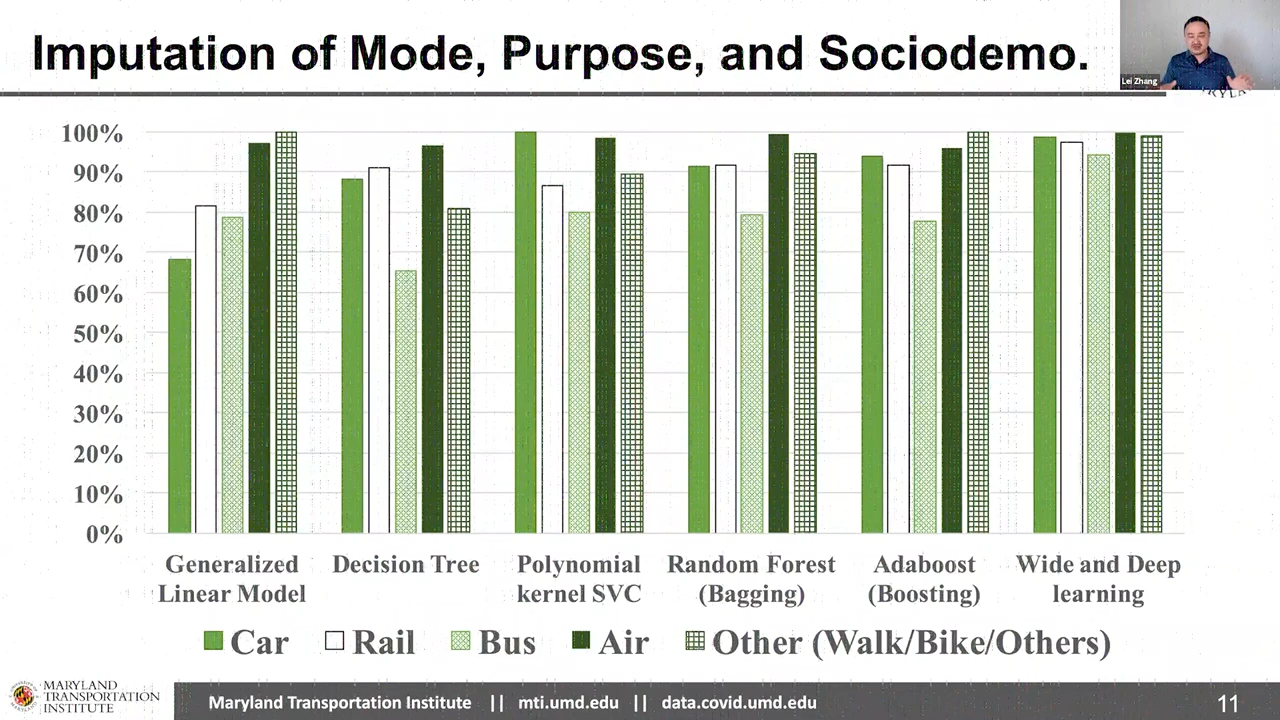 Imputation of Mode, Purpose, and Sociodemo.
Lei Zhang
100%
90%
80%
70%
60%
50%
40%
30%
20%
10%
0%
Generalized
Linear Model
Decision Tree
Polynomial
kernel SVC
Random Forest
(Bagging)
Adaboost
(Boosting)
Wide and Deep
learning
Car Rail Bus Air Other (Walk/Bike/Others)
MARYLAND
TRANSPORTATION
INSTITUTE
Maryland Transportation Institute || mti.umd.edu || data.covid.umd.edu
11